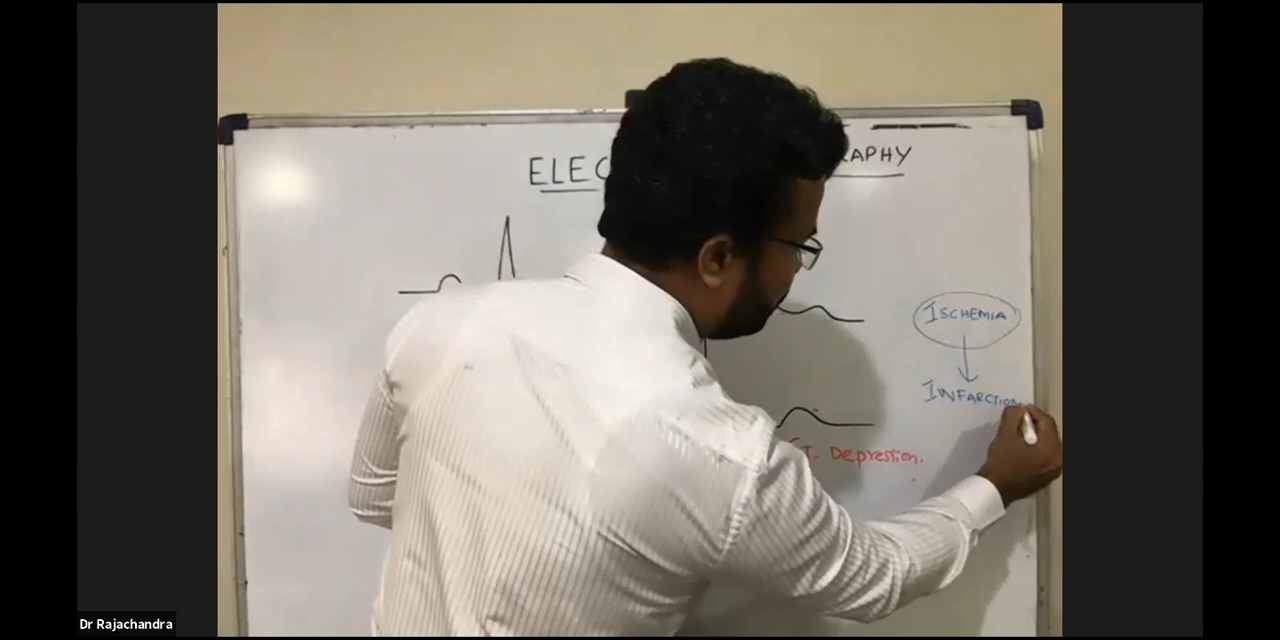 ELEC RAPHY
ISCHEMIA
INFARCTION
T. Depression.
Dr Rajachandra